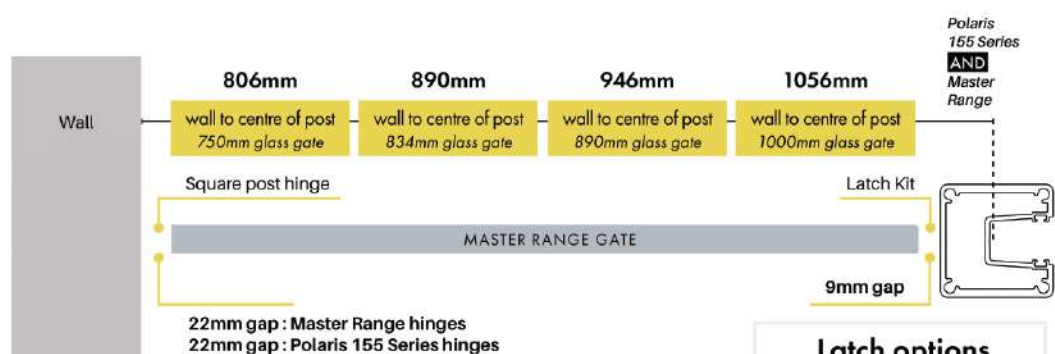 Polaris
155 Series
AND
Master
Range
806mm 890mm 946mm 1056mm
Wall
wall to centre of post wall to centre of post wall to centre of post wall to centre of post
750mm glass gate 834mm glass gate 890mm glass gate 1000mm glass gate
Square post hinge Latch Kit
MASTER RANGE GATE
9mm gap
22mm gap : Master Range hinges
22mm gap : Polaris 155 Series hinges
Latch options